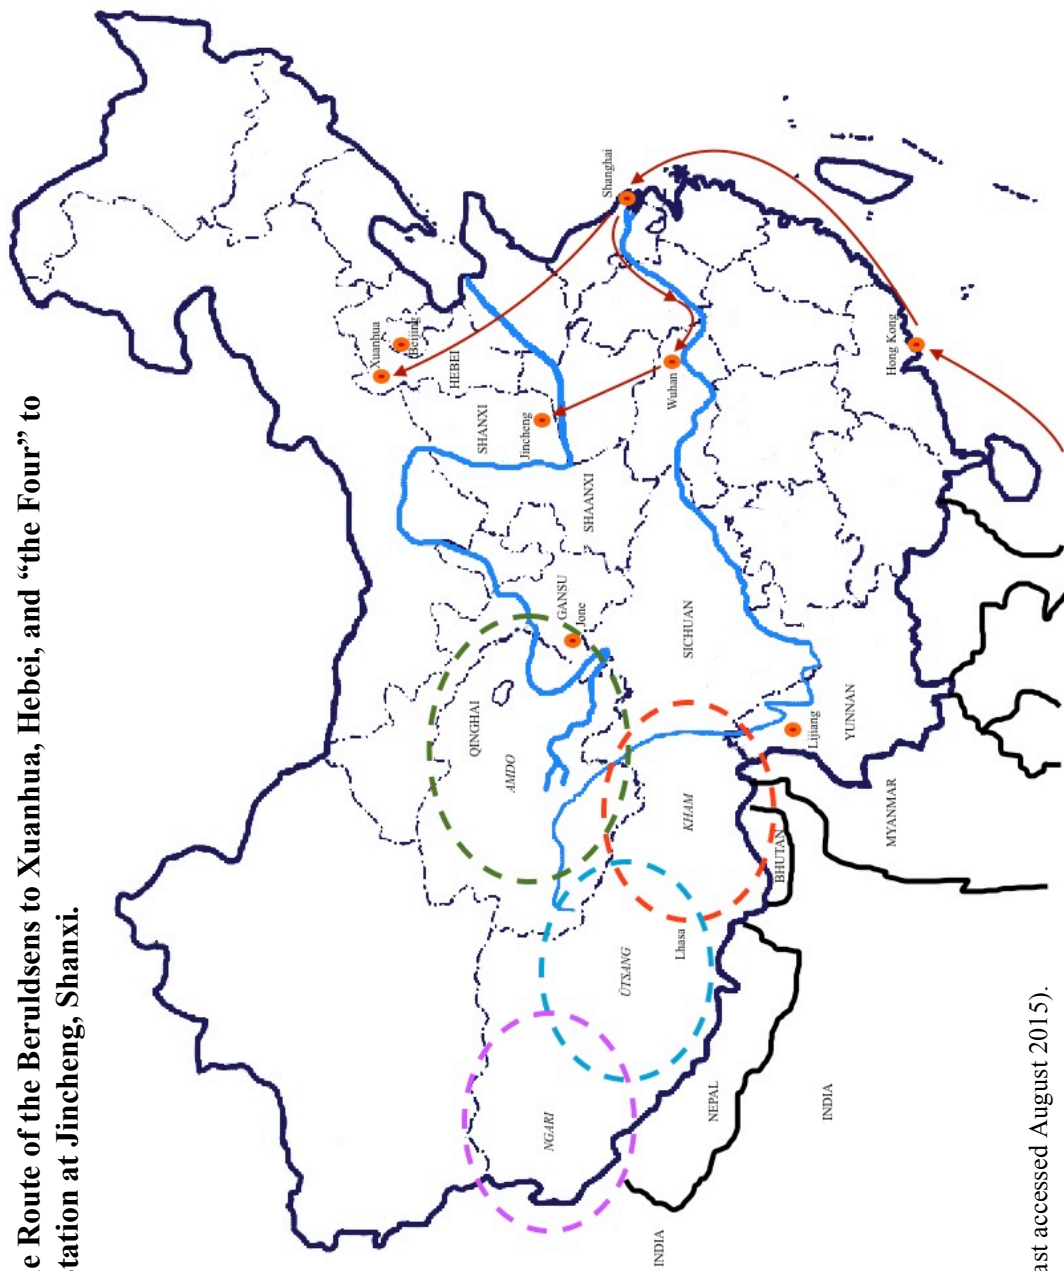 e Route of the Beruldsens to Xuanhua, Hebei, and “the Four” to
tation at Jincheng, Shanxi.
Xuanhua
Beijing
HEBEI
SHANXI
Jincheng
Shanghai
SHAANXI
Wuhan
GANSU
Jone
QINGHAI
AMDO
SICHUAN
Hong Kong
KHAM
Lijiang
YUNNAN
NGARI
ÜTSANG
Lhasa
BHUTAN
MYANMAR
NEPAL
INDIA
INDIA
ast accessed August 2015).